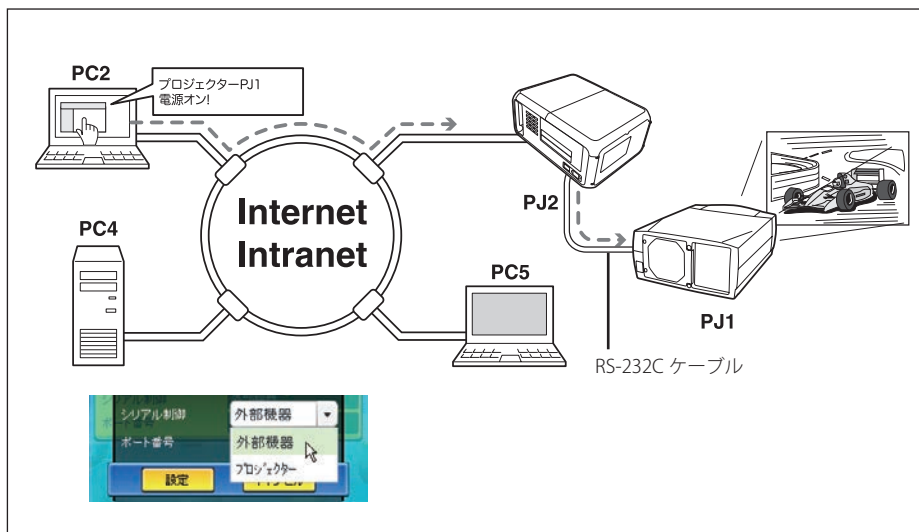 PC2
プロジェクターPJ1
電源オン!
PJ2
Internet
Intranet
PC4
PC5
PJ1
RS-232C ケーブル
シリアル制御
外部機器
ポート番号
外部機器
プロジェクター
設定